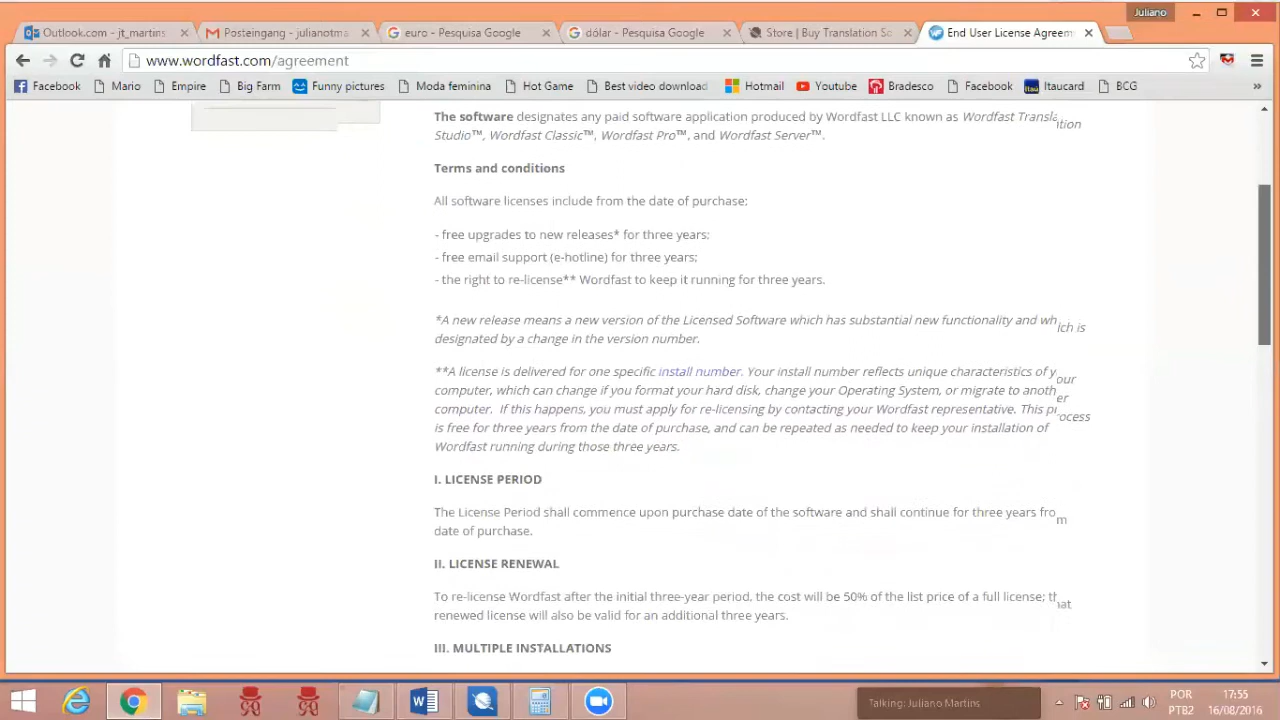 Juliano
Outlook.com - jt_martins
Posteingang - julianotma
euro - Pesquisa Google
dólar - Pesquisa Google
Store | Buy Translation So
End User License Agreem
www.wordfast.com/agreement
Facebook
Mario
Empire
Big Farm
Funny pictures
Moda feminina
Hot Game
Best video download
Hotmail
Youtube
Bradesco
Facebook
Itaucard
BCG
»
The software designates any paid software application produced by Wordfast LLC known as Wordfast Translation
Studio™, Wordfast Classic™, Wordfast Pro™, and Wordfast Server™.
Terms and conditions
All software licenses include from the date of purchase:
- free upgrades to new releases* for three years;
- free email support (e-hotline) for three years;
- the right to re-license** Wordfast to keep it running for three years.
*A new release means a new version of the Licensed Software which has substantial new functionality and which is
designated by a change in the version number.
**A license is delivered for one specific install number. Your install number reflects unique characteristics of your
computer, which can change if you format your hard disk, change your Operating System, or migrate to another
computer. If this happens, you must apply for re-licensing by contacting your Wordfast representative. This process
is free for three years from the date of purchase, and can be repeated as needed to keep your installation of
Wordfast running during those three years.
I. LICENSE PERIOD
The License Period shall commence upon purchase date of the software and shall continue for three years from
date of purchase.
II. LICENSE RENEWAL
To re-license Wordfast after the initial three-year period, the cost will be 50% of the list price of a full license; that
renewed license will also be valid for an additional three years.
III. MULTIPLE INSTALLATIONS
Talking: Juliano Martins
POR
PTB2
17:55
16/08/2016